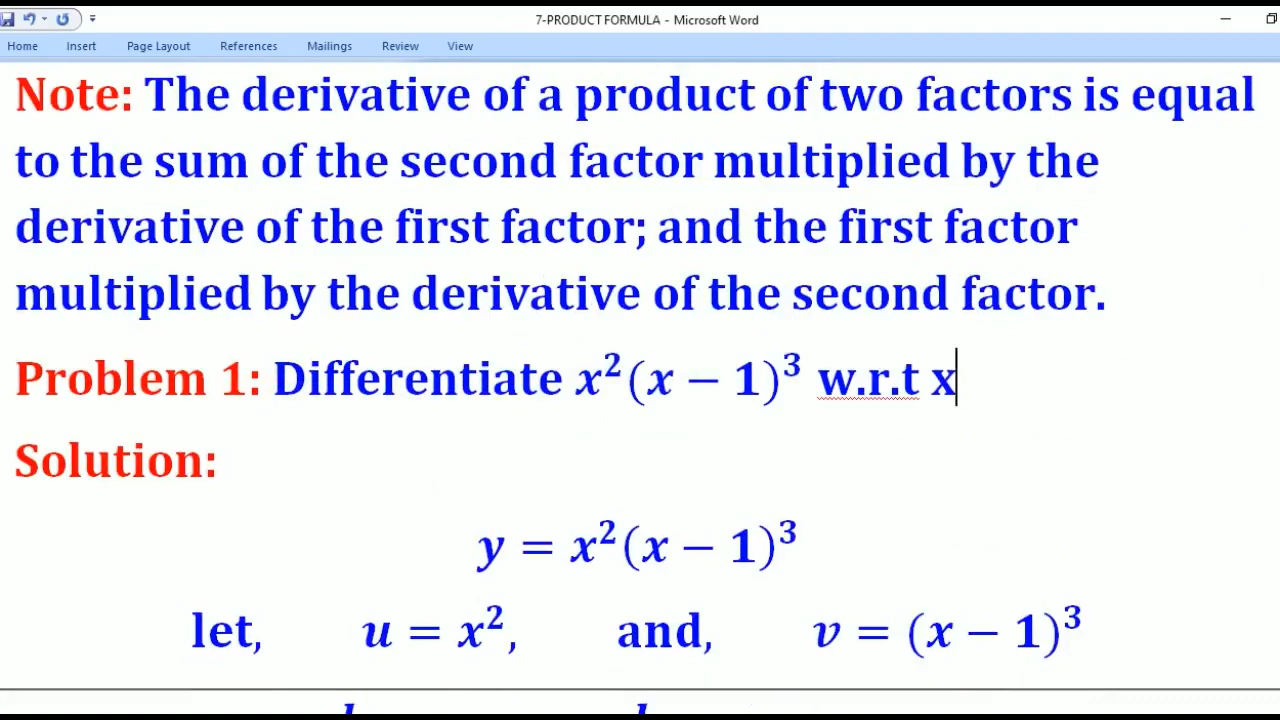 7-PRODUCT FORMULA - Microsoft Word
Home Insert Page Layout References Mailings Review View
Note: The derivative of a product of two factors is equal
to the sum of the second factor multiplied by the
derivative of the first factor; and the first factor
multiplied by the derivative of the second factor.
Problem 1: Differentiate x²(x − 1)³ w.r.t x
Solution:
y = x²(x − 1)³
let, u = x², and, v = (x − 1)³